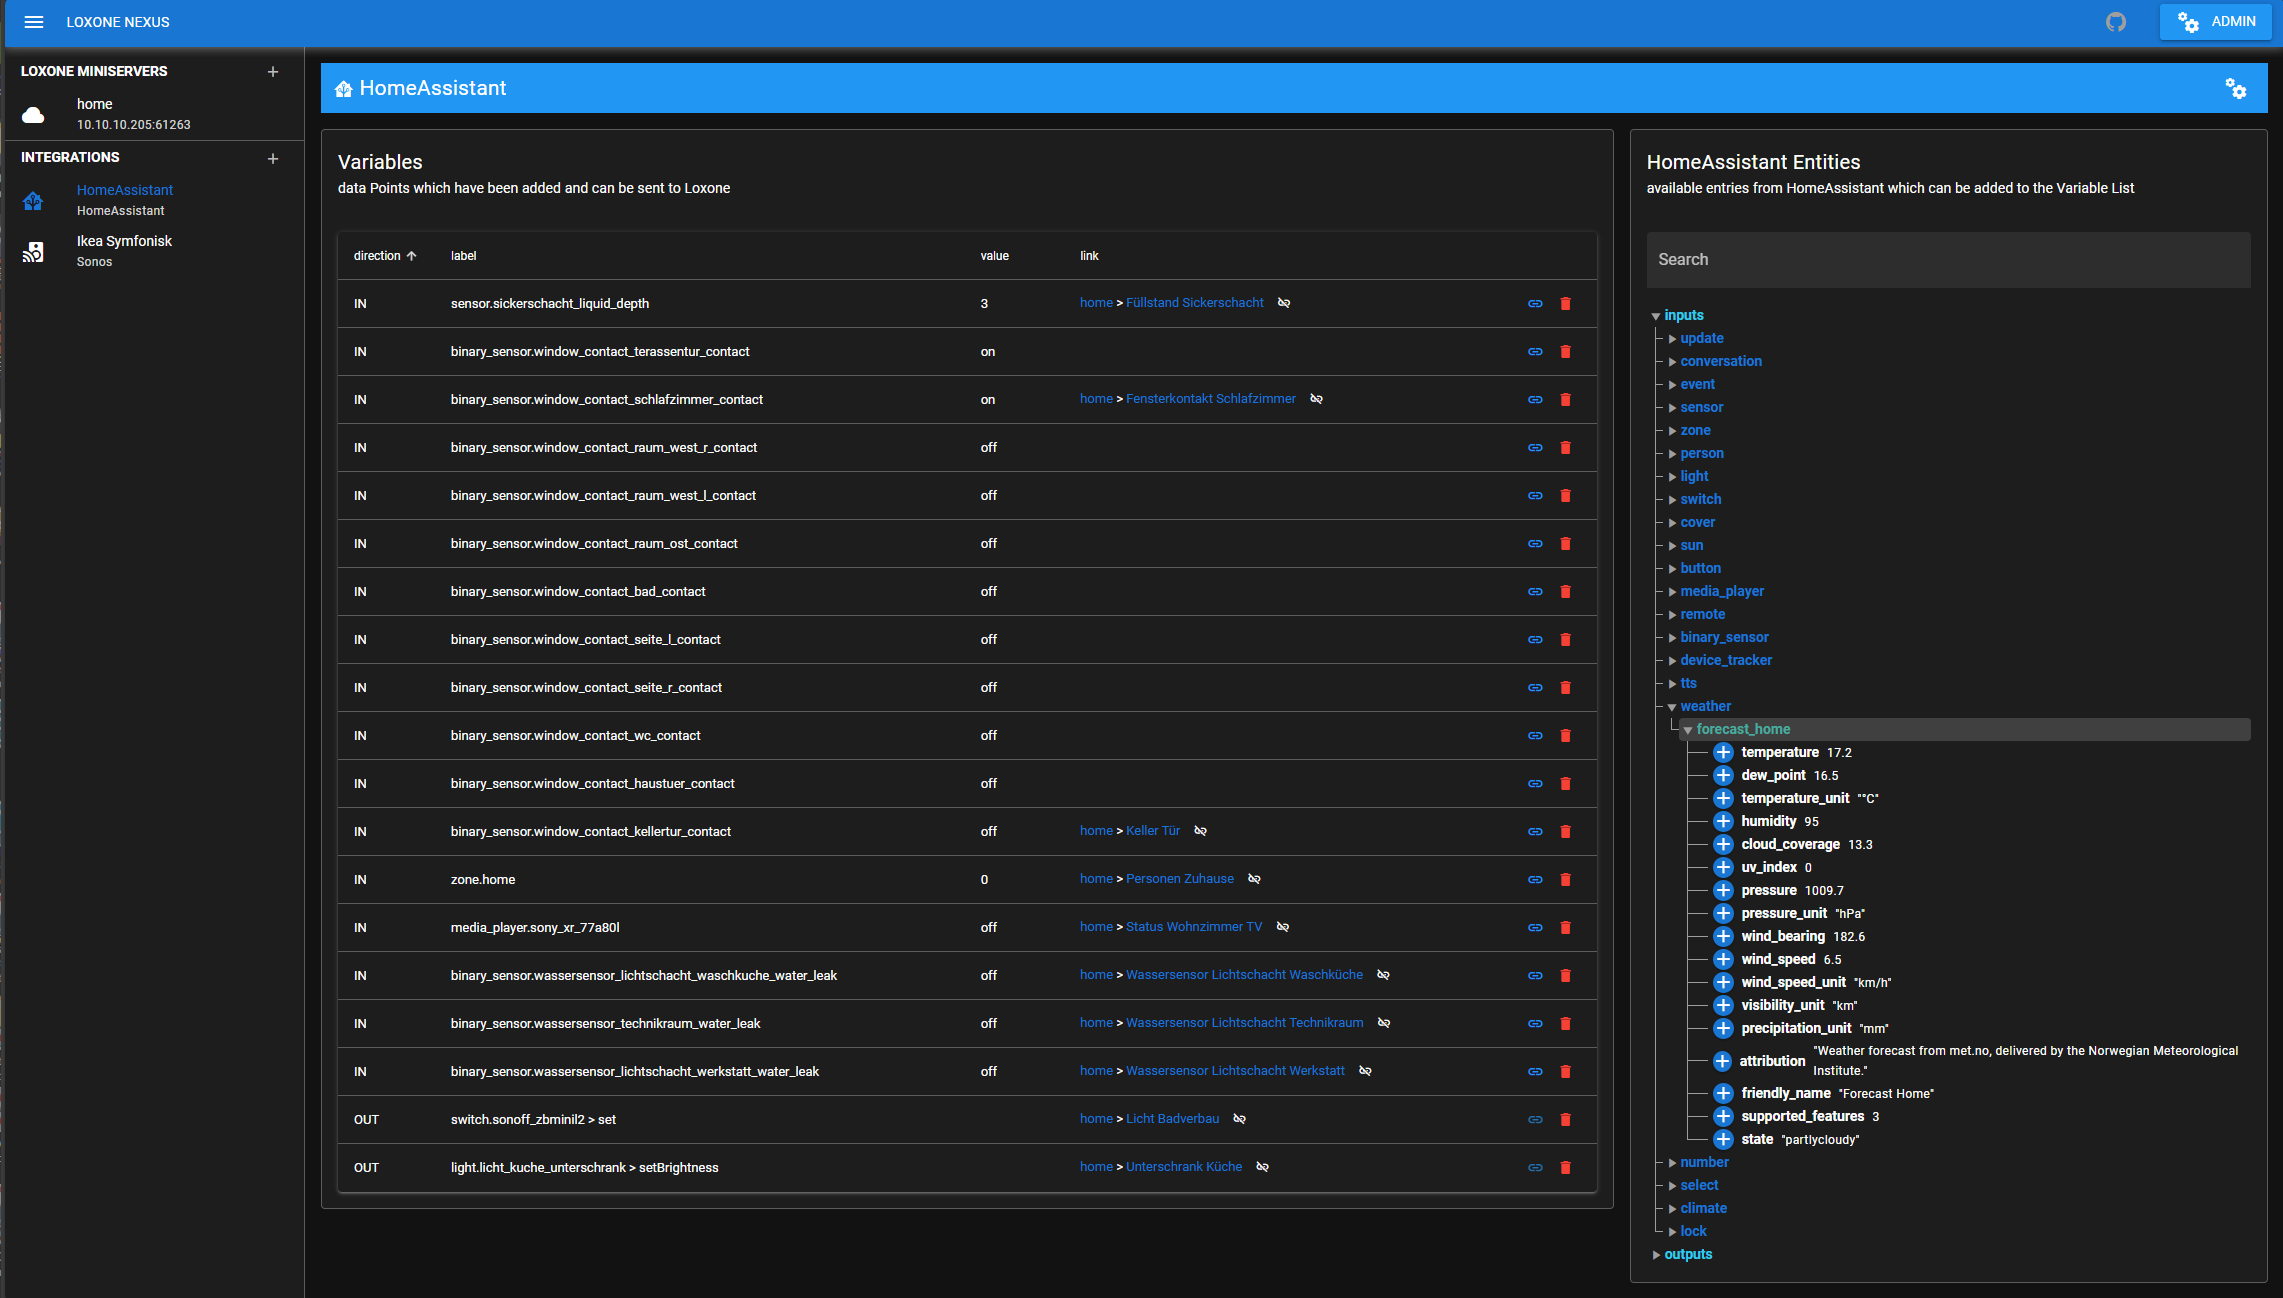 LOXONE NEXUS
ADMIN
LOXONE MINISERVERS
home
10.10.10.205:61263
INTEGRATIONS
HomeAssistant
HomeAssistant
Ikea Symfonisk
Sonos
HomeAssistant
Variables
data Points which have been added and can be sent to Loxone
direction label value link
IN sensor.sickerschacht_liquid_depth 3 home > Füllstand Sickerschacht
IN binary_sensor.window_contact_terassentur_contact on
IN binary_sensor.window_contact_schlafzimmer_contact on home > Fensterkontakt Schlafzimmer
IN binary_sensor.window_contact_raum_west_r_contact off
IN binary_sensor.window_contact_raum_west_l_contact off
IN binary_sensor.window_contact_raum_ost_contact off
IN binary_sensor.window_contact_bad_contact off
IN binary_sensor.window_contact_seite_l_contact off
IN binary_sensor.window_contact_seite_r_contact off
IN binary_sensor.window_contact_wc_contact off
IN binary_sensor.window_contact_haustuer_contact off
IN binary_sensor.window_contact_kellertur_contact off home > Keller Tür
IN zone.home 0 home > Personen Zuhause
IN media_player.sony_xr_77a80l off home > Status Wohnzimmer TV
IN binary_sensor.wassersensor_lichtschacht_waschkuche_water_leak off home > Wassersensor Lichtschacht Waschküche
IN binary_sensor.wassersensor_technikraum_water_leak off home > Wassersensor Lichtschacht Technikraum
IN binary_sensor.wassersensor_lichtschacht_werkstatt_water_leak off home > Wassersensor Lichtschacht Werkstatt
OUT switch.sonoff_zbminil2 > set home > Licht Badverbau
OUT light.licht_kuche_unterschrank > setBrightness home > Unterschrank Küche
HomeAssistant Entities
available entries from HomeAssistant which can be added to the Variable List
Search
inputs
update
conversation
event
sensor
zone
person
light
switch
cover
sun
button
media_player
remote
binary_sensor
device_tracker
tts
weather
forecast_home
temperature 17.2
dew_point 16.5
temperature_unit "°C"
humidity 95
cloud_coverage 13.3
uv_index 0
pressure 1009.7
pressure_unit "hPa"
wind_bearing 182.6
wind_speed 6.5
wind_speed_unit "km/h"
visibility_unit "km"
precipitation_unit "mm"
attribution "Weather forecast from met.no, delivered by the Norwegian Meteorological
Institute."
friendly_name "Forecast Home"
supported_features 3
state "partlycloudy"
number
select
climate
lock
outputs